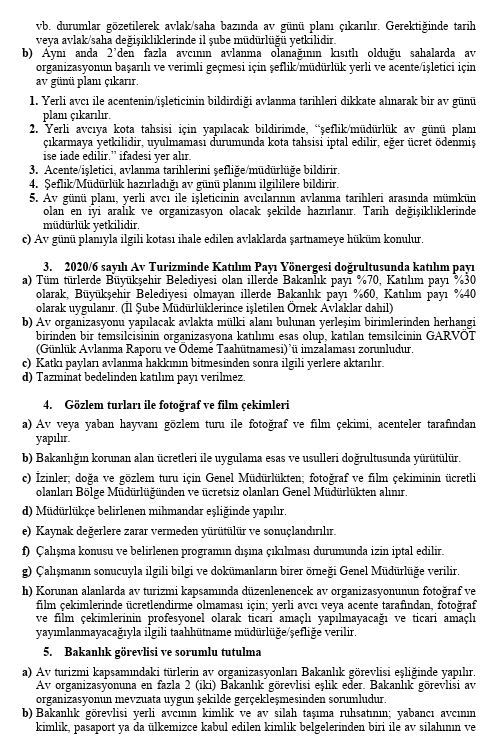 vb. durumlar gözetilerek avlak/saha bazında av günü planı çıkarılır. Gerektiğinde tarih
veya avlak/saha değişikliklerinde il şube müdürlüğü yetkilidir.
b) Aynı anda 2'den fazla avcının avlanma olanağının kısıtlı olduğu sahalarda av
organizasyonun başarılı ve verimli geçmesi için şeflik/müdürlük yerli ve acente/işletici için
av günü planı çıkarır.
1. Yerli avcı ile acentenin/işleticinin bildirdiği avlanma tarihleri dikkate alınarak bir av günü
planı çıkarılır.
2. Yerli avcıya kota tahsisi için yapılacak bildirimde, “şeflik/müdürlük av günü planı
çıkarmaya yetkilidir, uyulmaması durumunda kota tahsisi iptal edilir, eğer ücret ödenmiş
ise iade edilir.” ifadesi yer alır.
3. Acente/işletici, avlanma tarihlerini şefliğe/müdürlüğe bildirir.
4. Şeflik/Müdürlük hazırladığı av günü planını ilgililere bildirir.
5. Av günü planı, yerli avcı ile işleticinin avcılarının avlanma tarihleri arasında mümkün
olan en iyi aralık ve organizasyon olacak şekilde hazırlanır. Tarih değişikliklerinde
müdürlük yetkilidir.
c) Av günü planıyla ilgili kotası ihale edilen avlaklarda şartnameye hüküm konulur.
3. 2020/6 sayılı Av Turizminde Katılım Payı Yönergesi doğrultusunda katılım payı
a) Tüm türlerde Büyükşehir Belediyesi olan illerde Bakanlık payı %70, Katılım payı %30
olarak, Büyükşehir Belediyesi olmayan illerde Bakanlık payı %60, Katılım payı %40
olarak uygulanır. (İl Şube Müdürlüklerince işletilen Örnek Avlaklar dahil)
b) Av organizasyonu yapılacak avlakta mülki alanı bulunan yerleşim birimlerinden herhangi
birinden bir temsilcisinin organizasyona katılımı esas olup, katılan temsilcinin GARVÖT
(Günlük Avlanma Raporu ve Ödeme Taahütnamesi)’ü imzalaması zorunludur.
c) Katkı payları avlanma hakkının bitmesinden sonra ilgili yerlere aktarılır.
d) Tazminat bedelinden katılım payı verilmez.
4. Gözlem turları ile fotoğraf ve film çekimleri
a) Av veya yaban hayvanı gözlem turu ile fotoğraf ve film çekimi, acenteler tarafından
yapılır.
b) Bakanlığın korunan alan ücretleri ile uygulama esas ve usulleri doğrultusunda yürütülür.
c) İzinler; doğa ve gözlem turu için Genel Müdürlükten; fotoğraf ve film çekiminin ücretli
olanları Bölge Müdürlüğünden ve ücretsiz olanları Genel Müdürlükten alınır.
d) Müdürlükçe belirlenen mihmandar eşliğinde yapılır.
e) Kaynak değerlere zarar vermeden yürütülür ve sonuçlandırılır.
f) Çalışma konusu ve belirlenen programın dışına çıkılması durumunda izin iptal edilir.
g) Çalışmanın sonucuyla ilgili bilgi ve dokümanların birer örneği Genel Müdürlüğe verilir.
h) Korunan alanlarda av turizmi kapsamında düzenlenecek av organizasyonunun fotoğraf ve
film çekimlerinde ücretlendirme olmaması için; yerli avcı veya acente tarafından, fotoğraf
ve film çekimlerinin profesyonel olarak ticari amaçlı yapılmayacağı ve ticari amaçlı
yayımlanmayacağıyla ilgili taahhütname müdürlüğe/şefliğe verilir.
5. Bakanlık görevlisi ve sorumlu tutulma
a) Av turizmi kapsamındaki türlerin av organizasyonları Bakanlık görevlisi eşliğinde yapılır.
Av organizasyonuna en fazla 2 (iki) Bakanlık görevlisi eşlik eder. Bakanlık görevlisi av
organizasyonun mevzuata uygun şekilde gerçekleşmesinden sorumludur.
b) Bakanlık görevlisi yerli avcının kimlik ve av silah taşıma ruhsatının; yabancı avcının
kimlik, pasaport ya da ülkemizce kabul edilen kimlik belgelerinden biri ile av silahının ve